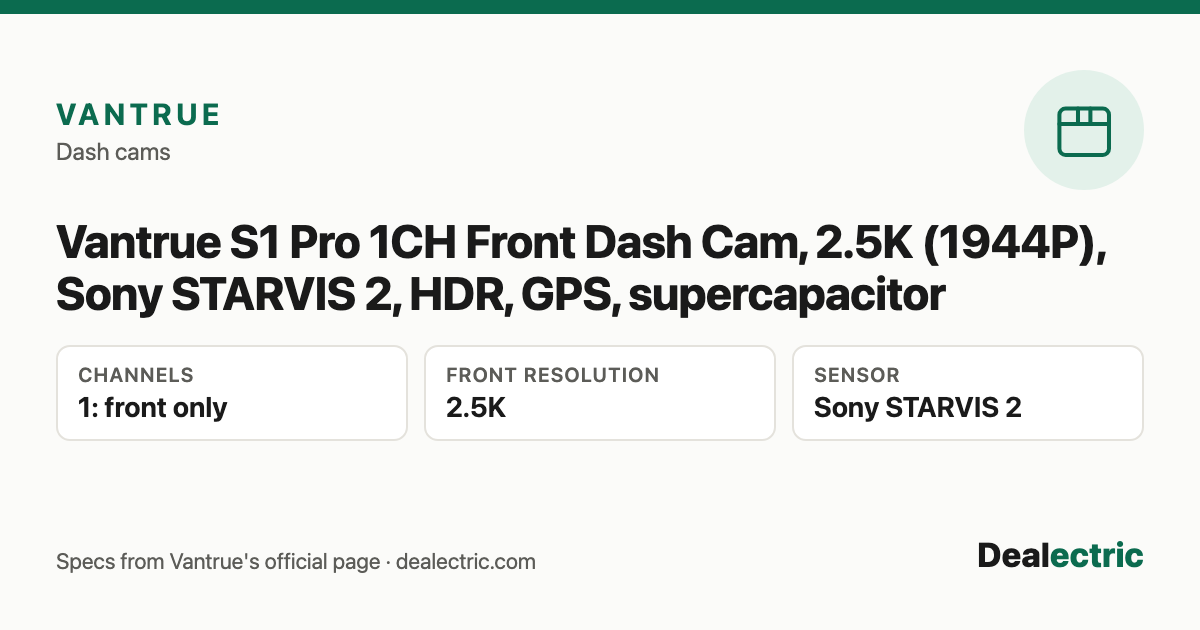 VANTRUE
Dash cams
Vantrue S1 Pro 1CH Front Dash Cam, 2.5K (1944P),
Sony STARVIS 2, HDR, GPS, supercapacitor
CHANNELS
1: front only
FRONT RESOLUTION
2.5K
SENSOR
Sony STARVIS 2
Specs from Vantrue's official page · dealectric.com
Dealectric